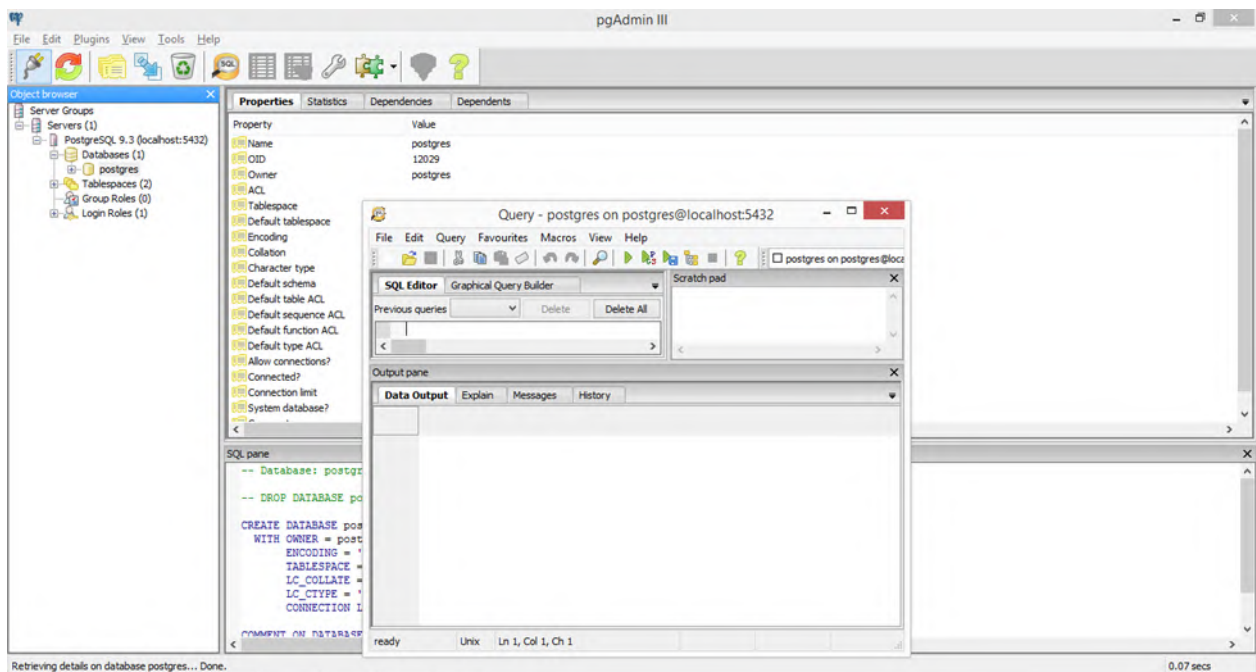 pgAdmin III
File Edit Plugins View Tools Help
SQL
Object browser
Server Groups
Servers (1)
PostgreSQL 9.3 (localhost:5432)
Databases (1)
postgres
Tablespaces (2)
Group Roles (0)
Login Roles (1)
Properties Statistics Dependencies Dependents
Property Value
Name postgres
OID 12029
Owner postgres
ACL
Tablespace
Default tablespace
Encoding
Collation
Character type
Default schema
Default table ACL
Default sequence ACL
Default function ACL
Default type ACL
Allow connections?
Connected?
Connection limit
System database?
Query - postgres on postgres@localhost:5432
File Edit Query Favourites Macros View Help
postgres on postgres@loca
SQL Editor Graphical Query Builder
Scratch pad
Previous queries Delete Delete All
Output pane
Data Output Explain Messages History
ready Unix Ln 1, Col 1, Ch 1
SQL pane
-- Database: postgr
-- DROP DATABASE po
CREATE DATABASE pos
WITH OWNER = post
ENCODING = '
TABLESPACE =
LC_COLLATE =
LC_CTYPE = '
CONNECTION L
COMMENT ON DATABASE
Retrieving details on database postgres... Done.
0.07 secs